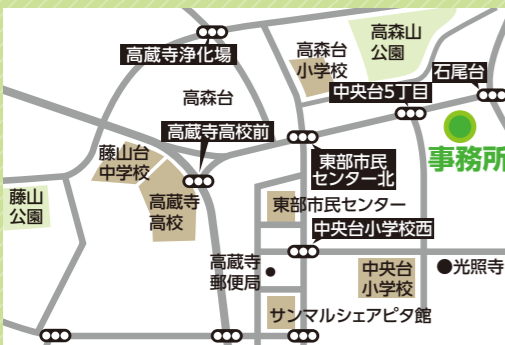 高蔵寺浄化場
高森台
小学校
高森山
公園
石尾台
中央台5丁目
高森台
高蔵寺高校前
事務所
東部市民
センター北
藤山台
中学校
藤山
公園
高蔵寺
高校
東部市民センター
中央台小学校西
高蔵寺
郵便局
中央台
小学校
光照寺
サンマルシェアピタ館